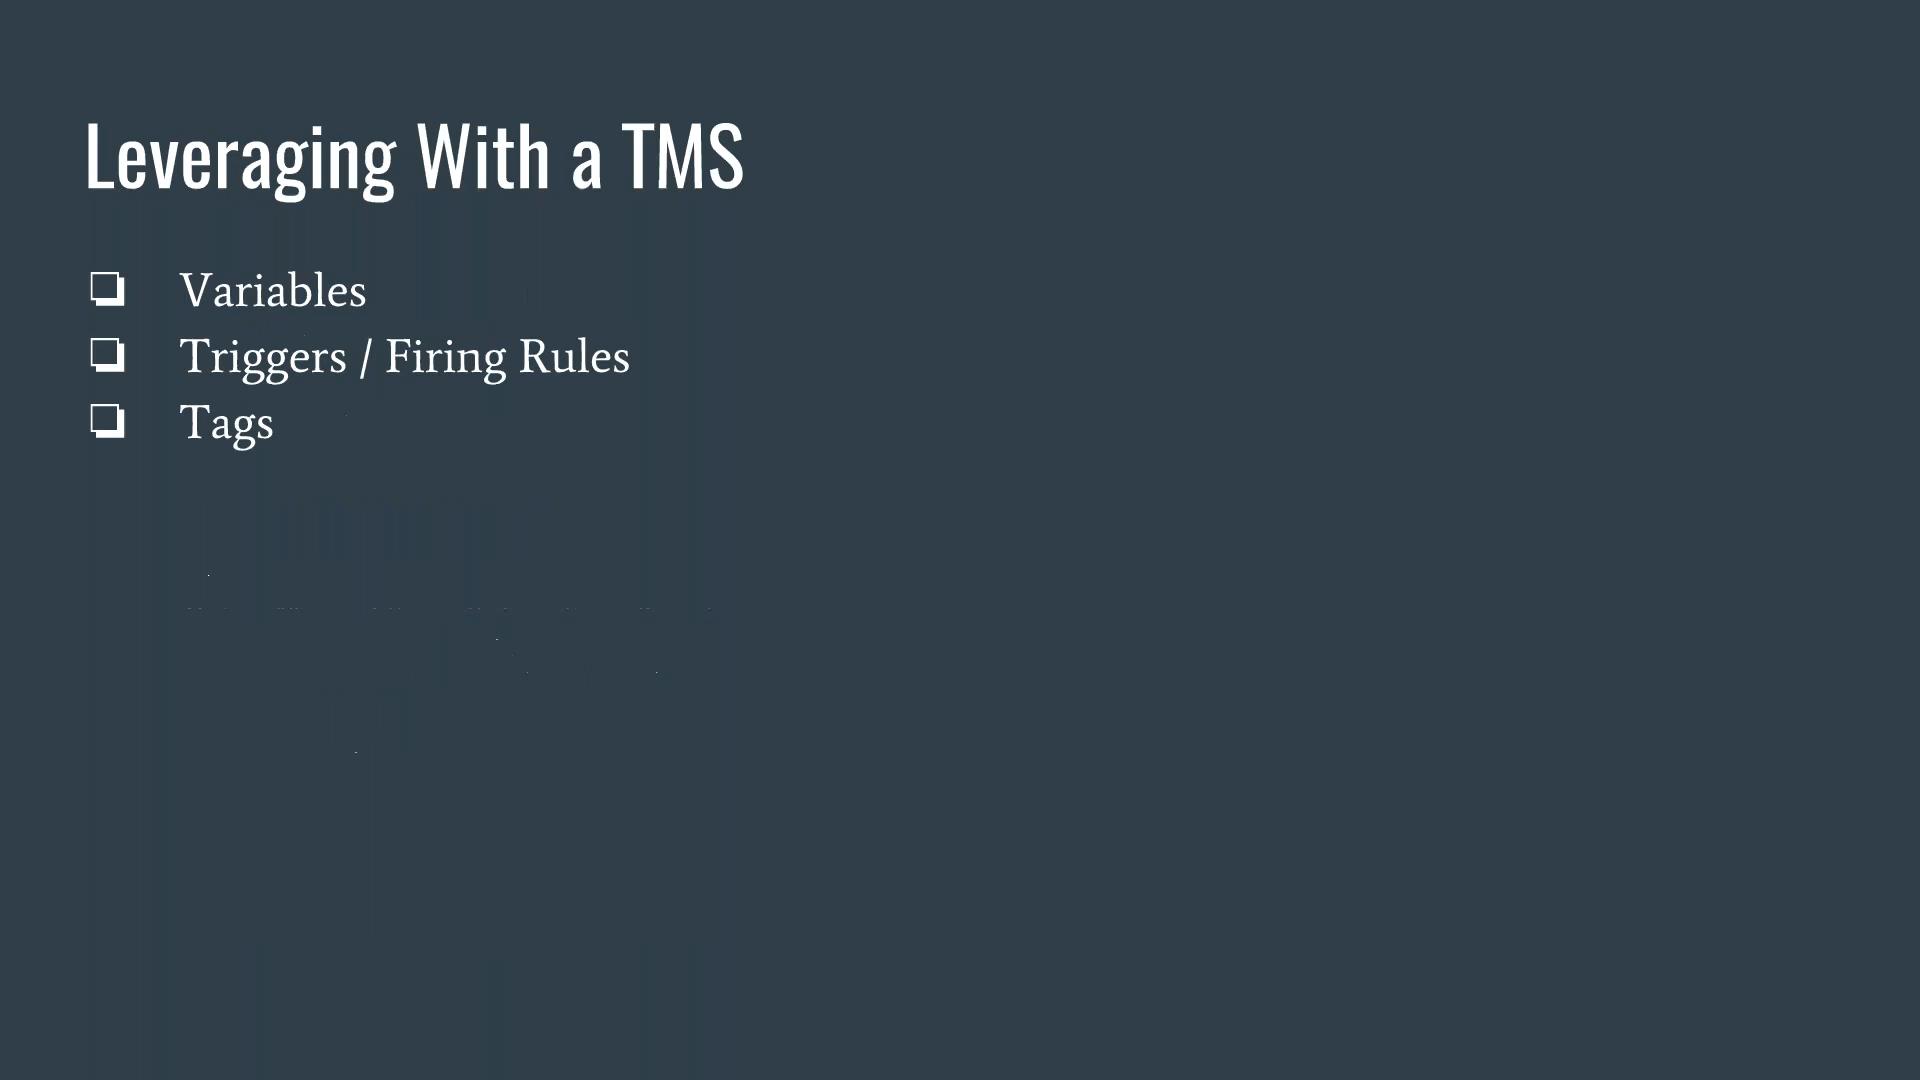 Leveraging With a TMS
❏ Variables
❏ Triggers / Firing Rules
❏ Tags